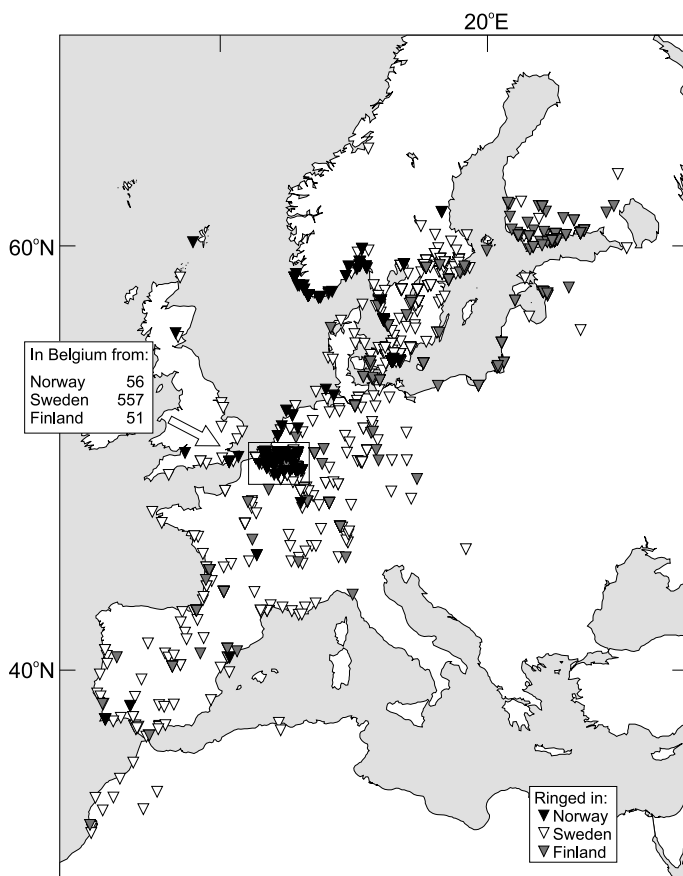 20°E
60°N
In Belgium from:
Norway 56
Sweden 557
Finland 51
40°N
Ringed in:
Norway
Sweden
Finland